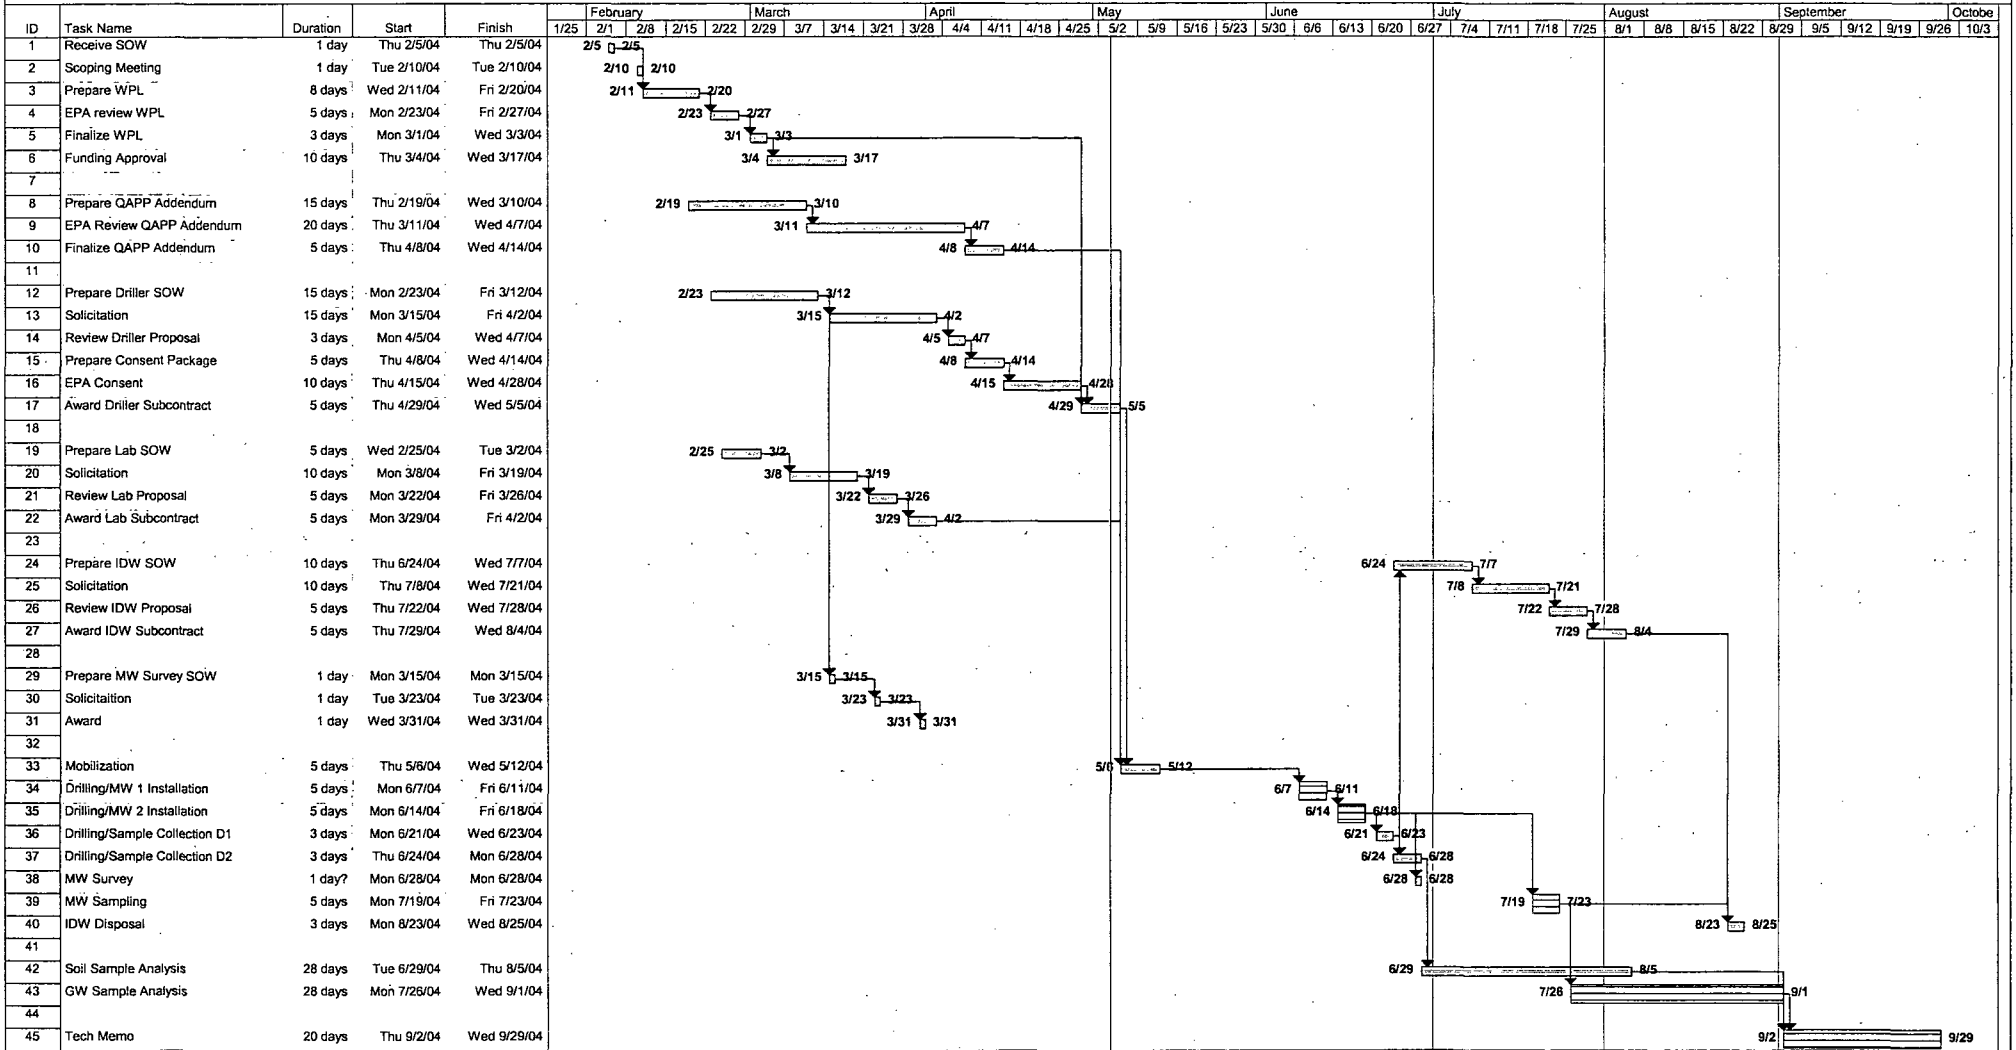 February March April May June July August September Octobe
ID Task Name Duration Start Finish 1/25 2/1 2/8 2/15 2/22 2/29 3/7 3/14 3/21 3/28 4/4 4/11 4/18 4/25 5/2 5/9 5/16 5/23 5/30 6/6 6/13 6/20 6/27 7/4 7/11 7/18 7/25 8/1 8/8 8/15 8/22 8/29 9/5 9/12 9/19 9/26 10/3
1 Receive SOW 1 day Thu 2/5/04 Thu 2/5/04 2/5 2/5
2 Scoping Meeting 1 day Tue 2/10/04 Tue 2/10/04 2/10 2/10
3 Prepare WPL 8 days Wed 2/11/04 Fri 2/20/04 2/11 2/20
4 EPA review WPL 5 days Mon 2/23/04 Fri 2/27/04 2/23 2/27
5 Finalize WPL 3 days Mon 3/1/04 Wed 3/3/04 3/1 3/3
6 Funding Approval 10 days Thu 3/4/04 Wed 3/17/04 3/4 3/17
7
8 Prepare QAPP Addendum 15 days Thu 2/19/04 Wed 3/10/04 2/19 3/10
9 EPA Review QAPP Addendum 20 days Thu 3/11/04 Wed 4/7/04 3/11 4/7
10 Finalize QAPP Addendum 5 days Thu 4/8/04 Wed 4/14/04 4/8 4/14
11
12 Prepare Driller SOW 15 days Mon 2/23/04 Fri 3/12/04 2/23 3/12
13 Solicitation 15 days Mon 3/15/04 Fri 4/2/04 3/15 4/2
14 Review Driller Proposal 3 days Mon 4/5/04 Wed 4/7/04 4/5 4/7
15 Prepare Consent Package 5 days Thu 4/8/04 Wed 4/14/04 4/8 4/14
16 EPA Consent 10 days Thu 4/15/04 Wed 4/28/04 4/15 4/28
17 Award Driller Subcontract 5 days Thu 4/29/04 Wed 5/5/04 4/29 5/5
18
19 Prepare Lab SOW 5 days Wed 2/25/04 Tue 3/2/04 2/25 3/2
20 Solicitation 10 days Mon 3/8/04 Fri 3/19/04 3/8 3/19
21 Review Lab Proposal 5 days Mon 3/22/04 Fri 3/26/04 3/22 3/26
22 Award Lab Subcontract 5 days Mon 3/29/04 Fri 4/2/04 3/29 4/2
23
24 Prepare IDW SOW 10 days Thu 6/24/04 Wed 7/7/04 6/24 7/7
25 Solicitation 10 days Thu 7/8/04 Wed 7/21/04 7/8 7/21
26 Review IDW Proposal 5 days Thu 7/22/04 Wed 7/28/04 7/22 7/28
27 Award IDW Subcontract 5 days Thu 7/29/04 Wed 8/4/04 7/29 8/4
28
29 Prepare MW Survey SOW 1 day Mon 3/15/04 Mon 3/15/04 3/15 3/15
30 Solicitaition 1 day Tue 3/23/04 Tue 3/23/04 3/23 3/23
31 Award 1 day Wed 3/31/04 Wed 3/31/04 3/31 3/31
32
33 Mobilization 5 days Thu 5/6/04 Wed 5/12/04 5/6 5/12
34 Drilling/MW 1 Installation 5 days Mon 6/7/04 Fri 6/11/04 6/7 6/11
35 Drilling/MW 2 Installation 5 days Mon 6/14/04 Fri 6/18/04 6/14 6/18
36 Drilling/Sample Collection D1 3 days Mon 6/21/04 Wed 6/23/04 6/21 6/23
37 Drilling/Sample Collection D2 3 days Thu 6/24/04 Mon 6/28/04 6/24 6/28
38 MW Survey 1 day? Mon 6/28/04 Mon 6/28/04 6/28 6/28
39 MW Sampling 5 days Mon 7/19/04 Fri 7/23/04 7/19 7/23
40 IDW Disposal 3 days Mon 8/23/04 Wed 8/25/04 8/23 8/25
41
42 Soil Sample Analysis 28 days Tue 6/29/04 Thu 8/5/04 6/29 8/5
43 GW Sample Analysis 28 days Mon 7/26/04 Wed 9/1/04 7/26 9/1
44
45 Tech Memo 20 days Thu 9/2/04 Wed 9/29/04 9/2 9/29